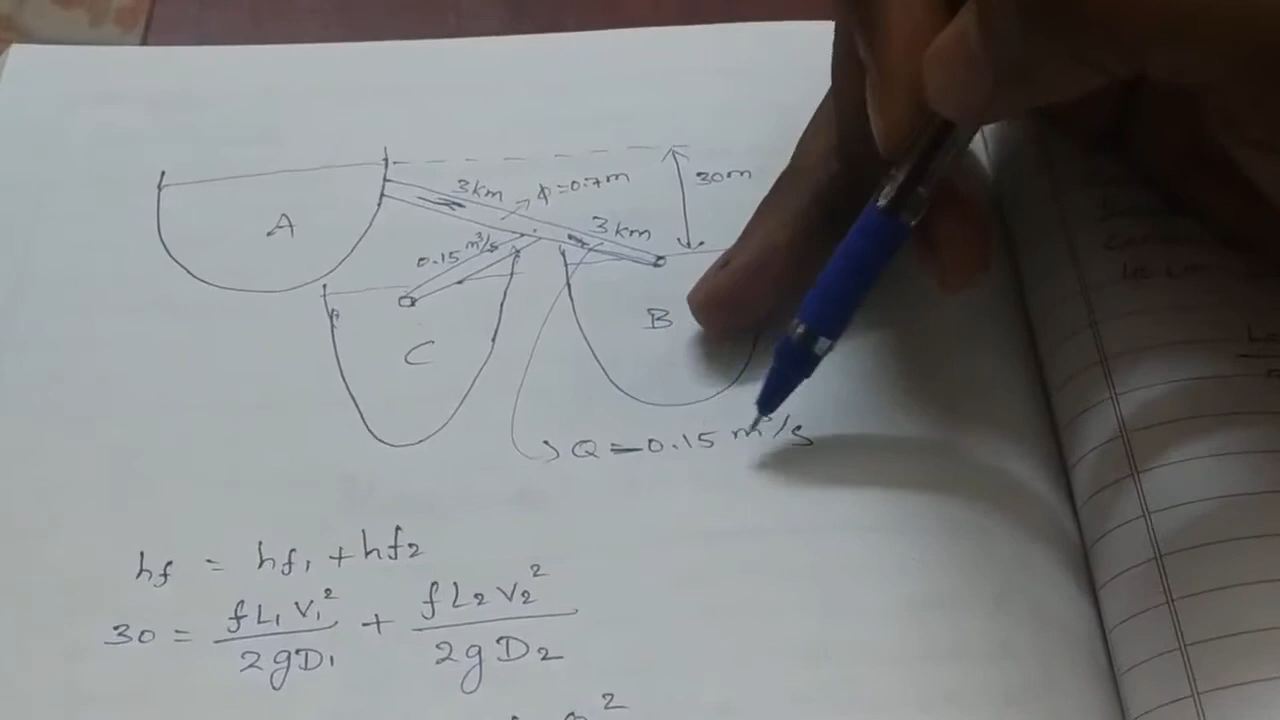 30m
3km
φ=0.7m
3km
0.15 m³/s
A
B
C
Q=0.15 m³/s
hf = hf₁ + hf₂
30 = fL₁V₁²/2gD₁ + fL₂V₂²/2gD₂
2